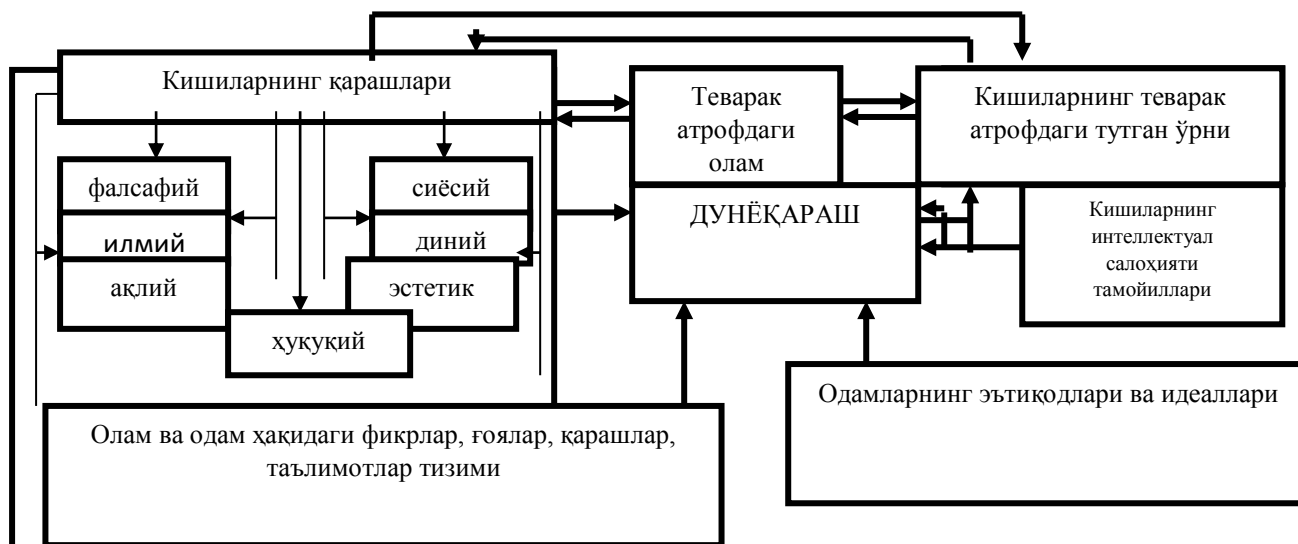 Кишиларнинг қарашлари
Теварак
атрофдаги
олам
Кишиларнинг теварак
атрофдаги тутган ўрни
фалсафий
илмий
ақлий
сиёсий
диний
эстетик
ҳуқуқий
ДУНЁҚАРАШ
Кишиларнинг
интеллектуал
салоҳияти
тамойиллари
Олам ва одам ҳақидаги фикрлар, ғоялар, қарашлар,
таълимотлар тизими
Одамларнинг эътиқодлари ва идеаллари